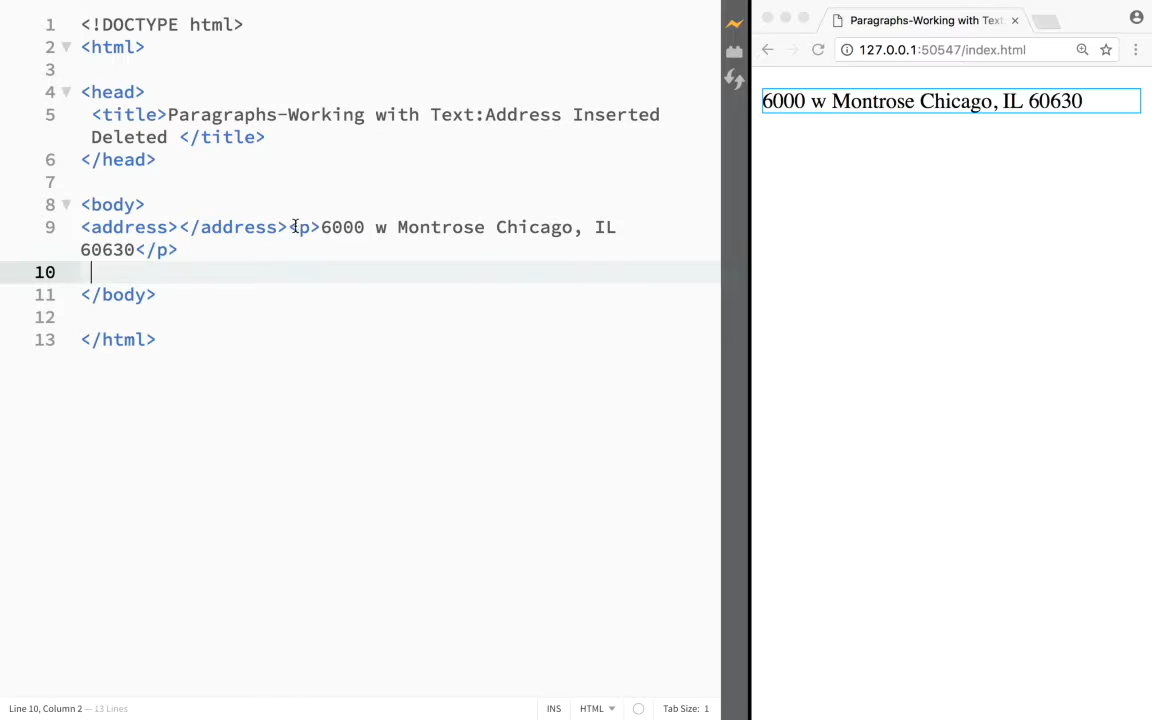 1 <!DOCTYPE html>
2 <html>
3
4 <head>
5 <title>Paragraphs-Working with Text:Address Inserted
Deleted </title>
6 </head>
7
8 <body>
9 <address></address><p>6000 w Montrose Chicago, IL
60630</p>
10
11 </body>
12
13 </html>
Line 10, Column 2 — 13 Lines
INS HTML Tab Size: 1
Paragraphs-Working with Text:
127.0.0.1:50547/index.html
6000 w Montrose Chicago, IL 60630